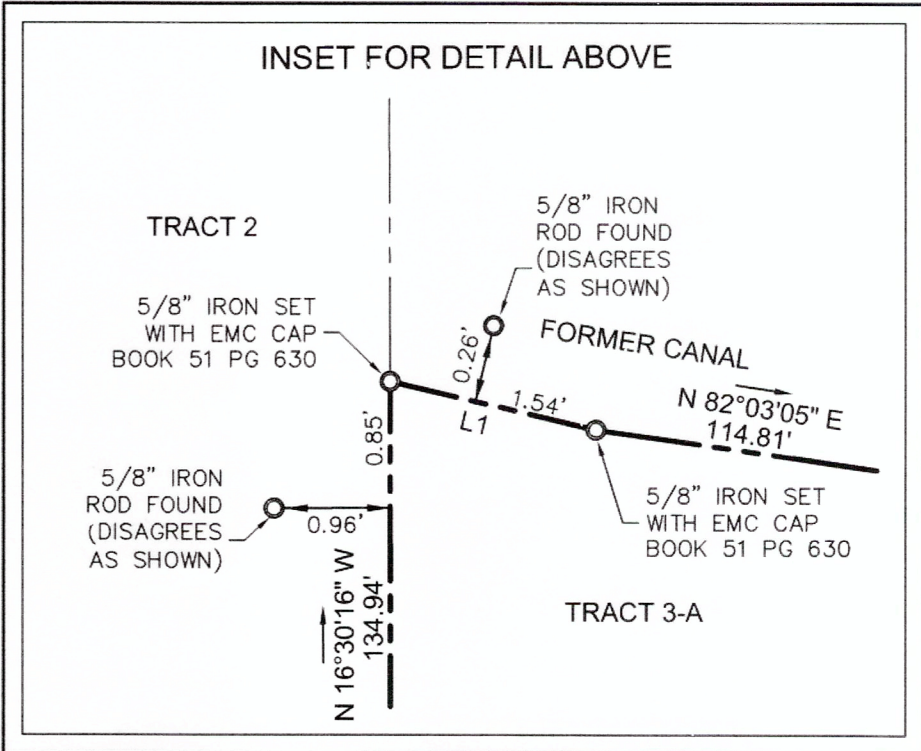 INSET FOR DETAIL ABOVE
TRACT 2
5/8" IRON
ROD FOUND
(DISAGREES
AS SHOWN)
5/8" IRON SET
WITH EMC CAP
BOOK 51 PG 630
FORMER CANAL
0.26'
1.54'
L1
N 82°03'05" E
114.81'
0.85'
5/8" IRON
ROD FOUND
(DISAGREES
AS SHOWN)
0.96'
5/8" IRON SET
WITH EMC CAP
BOOK 51 PG 630
N 16°30'16" W
134.94'
TRACT 3-A